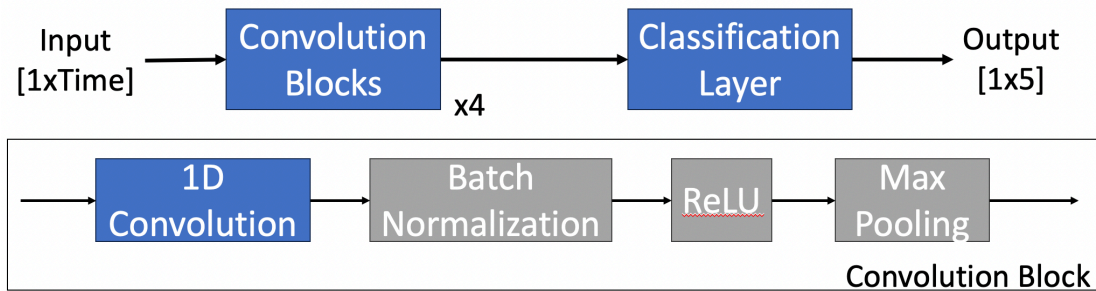 Input
[1xTime]
Convolution
Blocks
x4
Classification
Layer
Output
[1x5]
1D
Convolution
Batch
Normalization
ReLU
Max
Pooling
Convolution Block